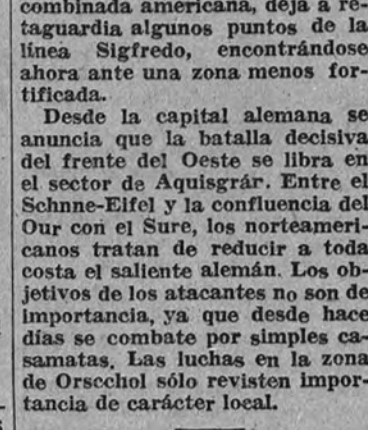 combinada americana, deja a re-
taguardia algunos puntos de la
línea Sigfredo, encontrándose
ahora ante una zona menos for-
tificada.
Desde la capital alemana se
anuncia que la batalla decisiva
del frente del Oeste se libra en
el sector de Aquisgrár. Entre el
Schnne-Eifel y la confluencia del
Our con el Sure, los norteameri-
canos tratan de reducir a toda
costa el saliente alemán. Los ob-
jetivos de los atacantes no son de
importancia, ya que desde hace
días se combate por simples ca-
samatas. Las luchas en la zona
de Orscchol sólo revisten impor-
tancia de carácter local.